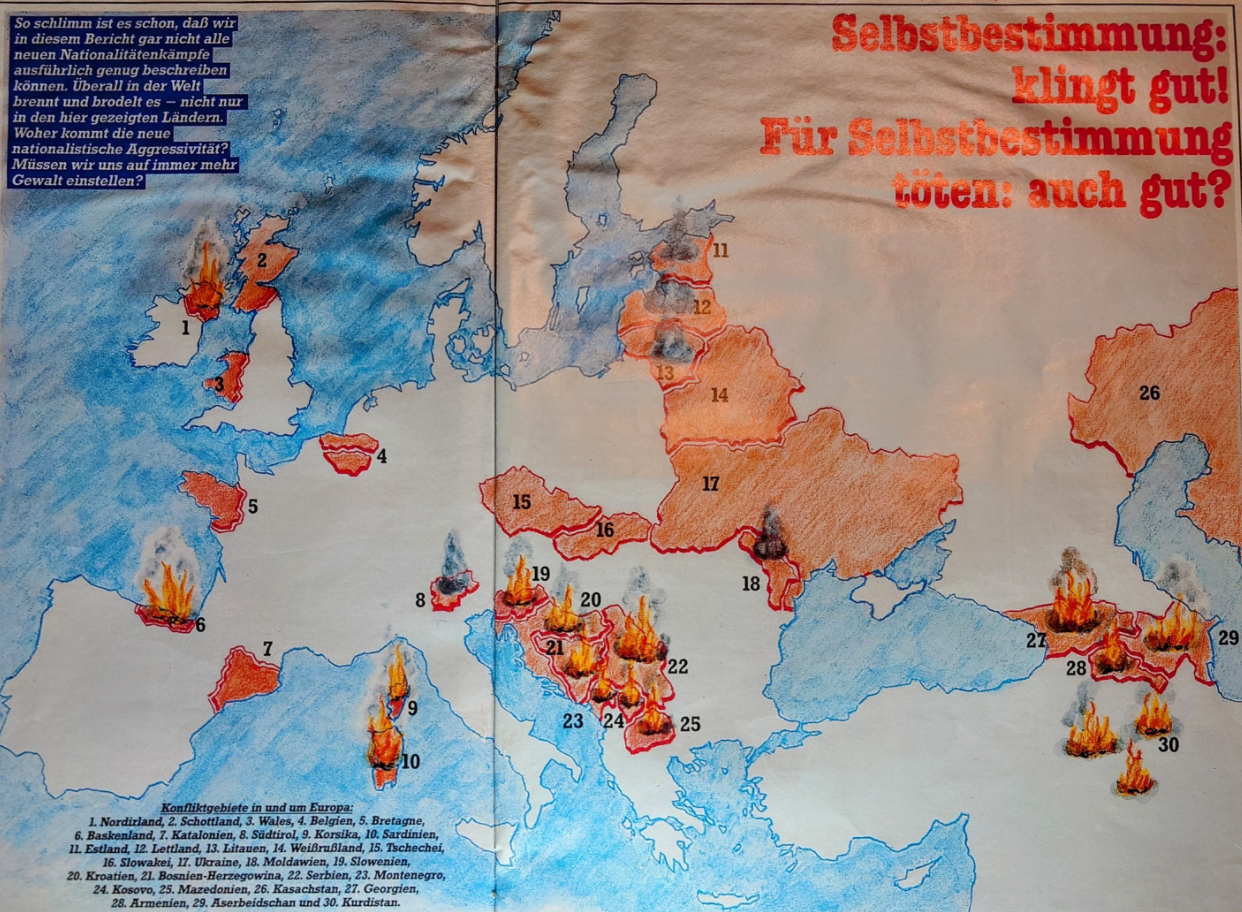 So schlimm ist es schon, daß wir
in diesem Bericht gar nicht alle
neuen Nationalitätenkämpfe
ausführlich genug beschreiben
können. Überall in der Welt
brennt und brodelt es — nicht nur
in den hier gezeigten Ländern.
Woher kommt die neue
nationalistische Aggressivität?
Müssen wir uns auf immer mehr
Gewalt einstellen?
Selbstbestimmung:
klingt gut!
Für Selbstbestimmung
töten: auch gut?
1
2
3
4
5
6
7
8
9
10
11
12
13
14
15
16
17
18
19
20
21
22
23
24
25
26
27
28
29
30
Konfliktgebiete in und um Europa:
1. Nordirland, 2. Schottland, 3. Wales, 4. Belgien, 5. Bretagne,
6. Baskenland, 7. Katalonien, 8. Südtirol, 9. Korsika, 10. Sardinien,
11. Estland, 12. Lettland, 13. Litauen, 14. Weißrußland, 15. Tschechei,
16. Slowakei, 17. Ukraine, 18. Moldawien, 19. Slowenien,
20. Kroatien, 21. Bosnien-Herzegowina, 22. Serbien, 23. Montenegro,
24. Kosovo, 25. Mazedonien, 26. Kasachstan, 27. Georgien,
28. Armenien, 29. Aserbeidschan und 30. Kurdistan.